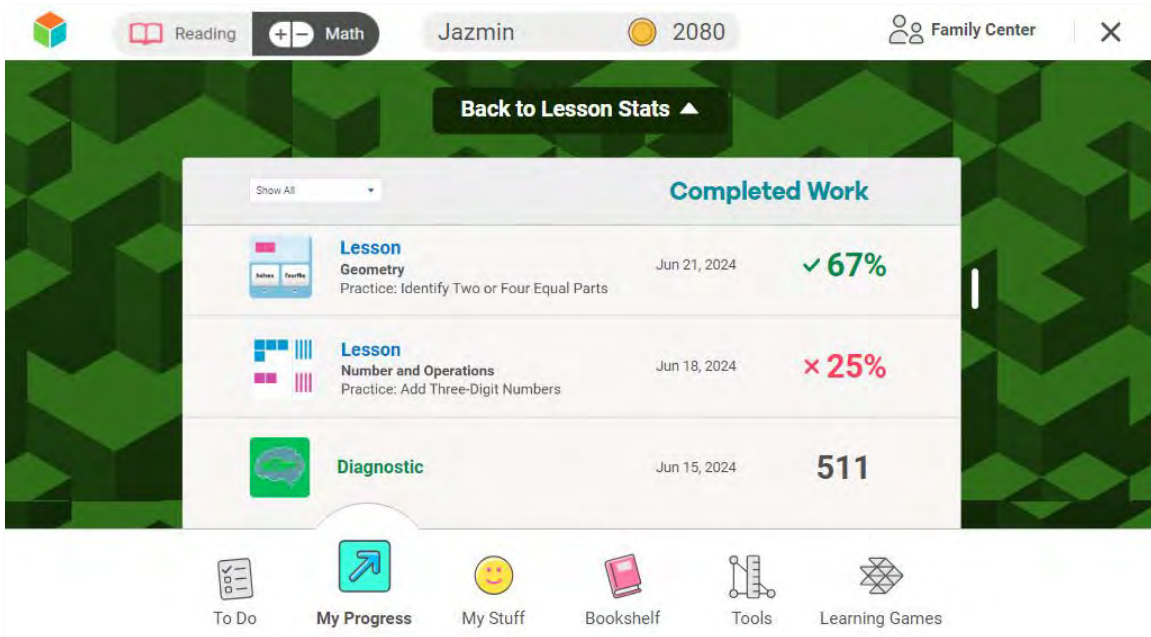 Reading
Math
Jazmin
2080
Family Center
Back to Lesson Stats
Show All
Completed Work
halves fourths
Lesson
Geometry
Practice: Identify Two or Four Equal Parts
Jun 21, 2024
67%
Lesson
Number and Operations
Practice: Add Three-Digit Numbers
Jun 18, 2024
25%
Diagnostic
Jun 15, 2024
511
To Do
My Progress
My Stuff
Bookshelf
Tools
Learning Games